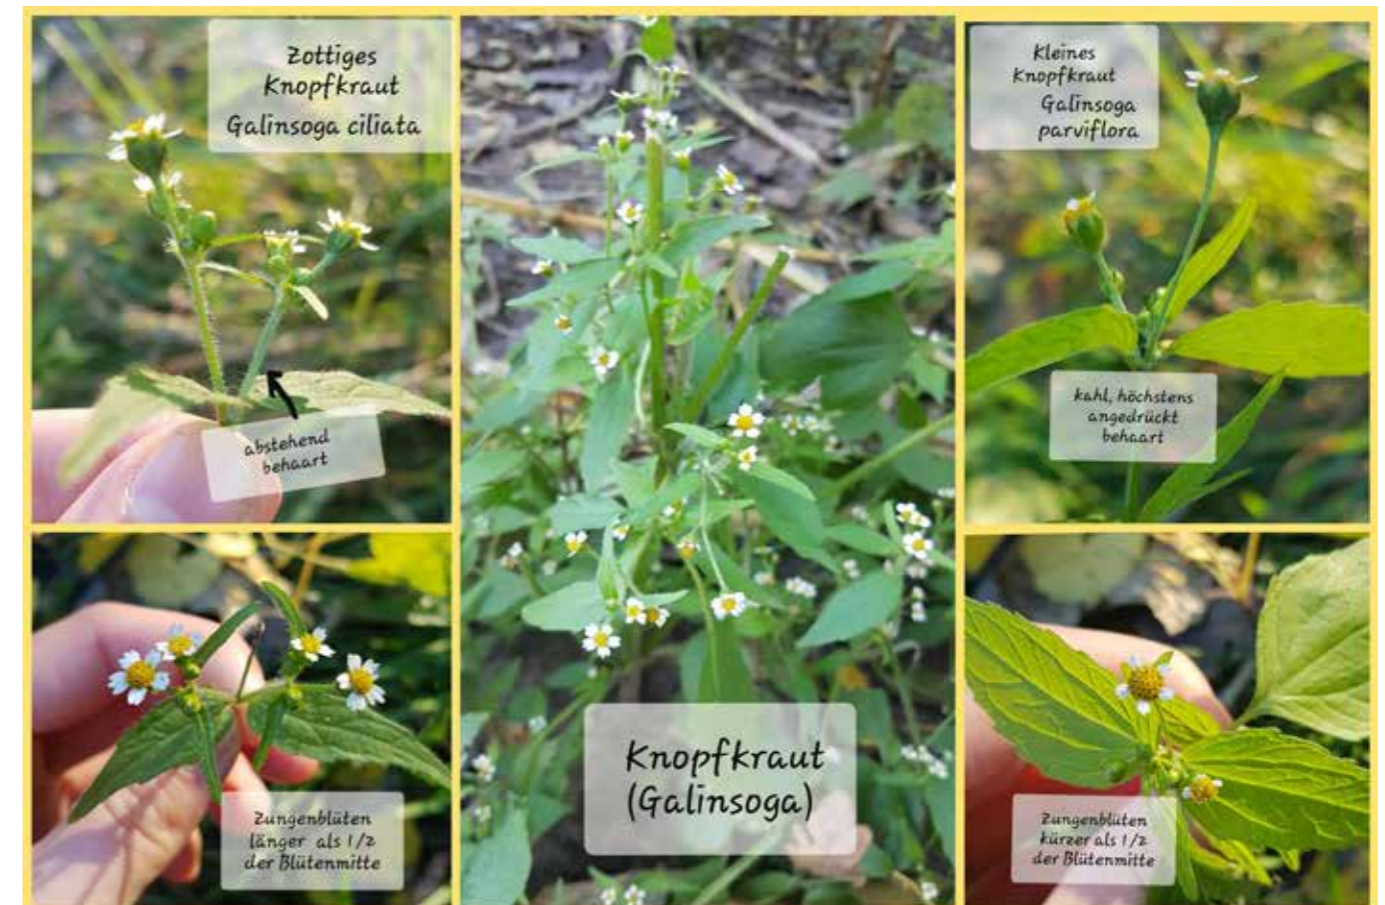 Zottiges
Knopfkraut
Galinsoga ciliata
abstehend
behaart
Zungenblüten
länger als 1/2
der Blütenmitte
Knopfkraut
(Galinsoga)
Kleines
Knopfkraut
Galinsoga
parviflora
kahl, höchstens
angedrückt
behaart
Zungenblüten
kürzer als 1/2
der Blütenmitte